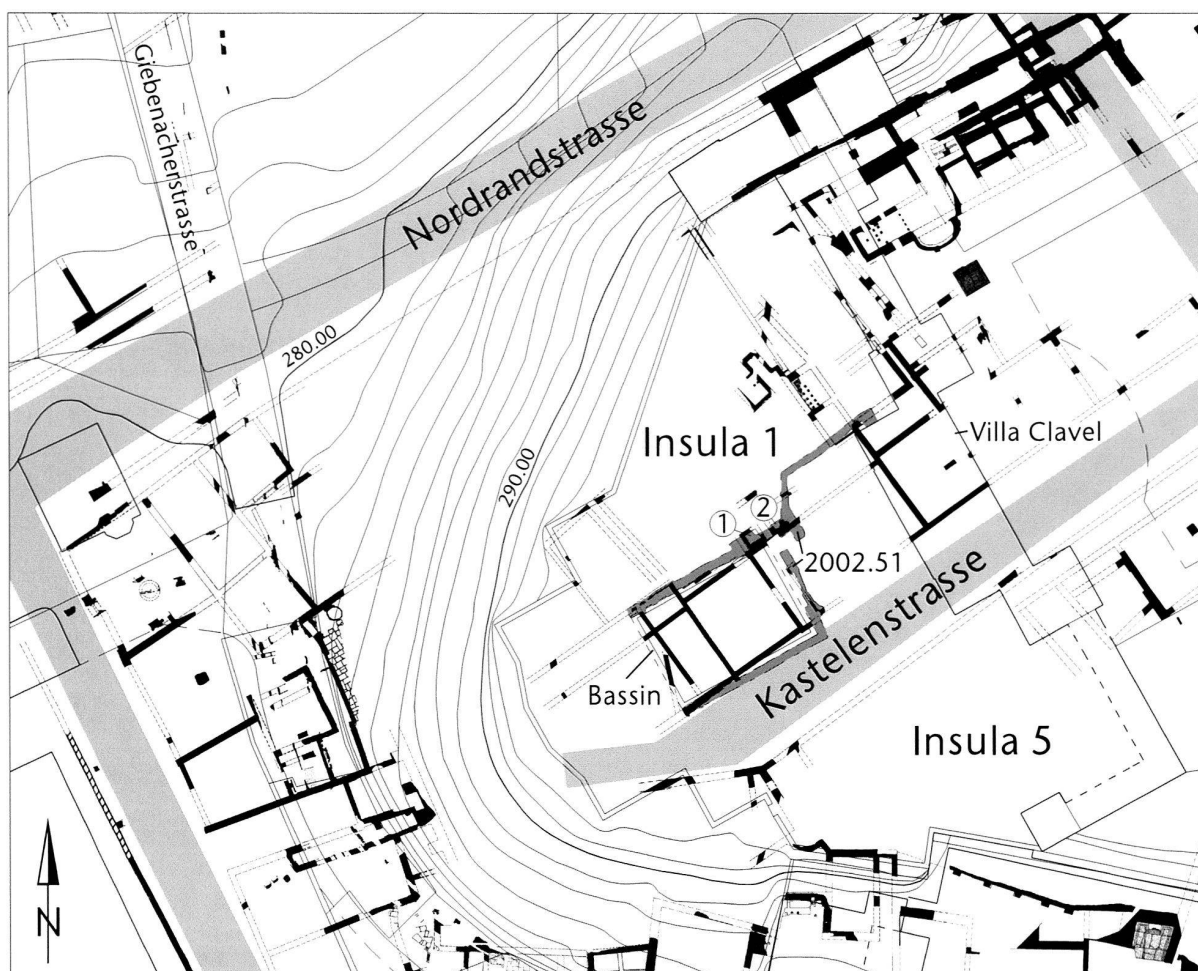 Giebenacherstrasse
Nordrandstrasse
280.00
290.00
Insula 1
Villa Clavel
1
2
2002.51
Bassin
Kastelenstrasse
Insula 5
N